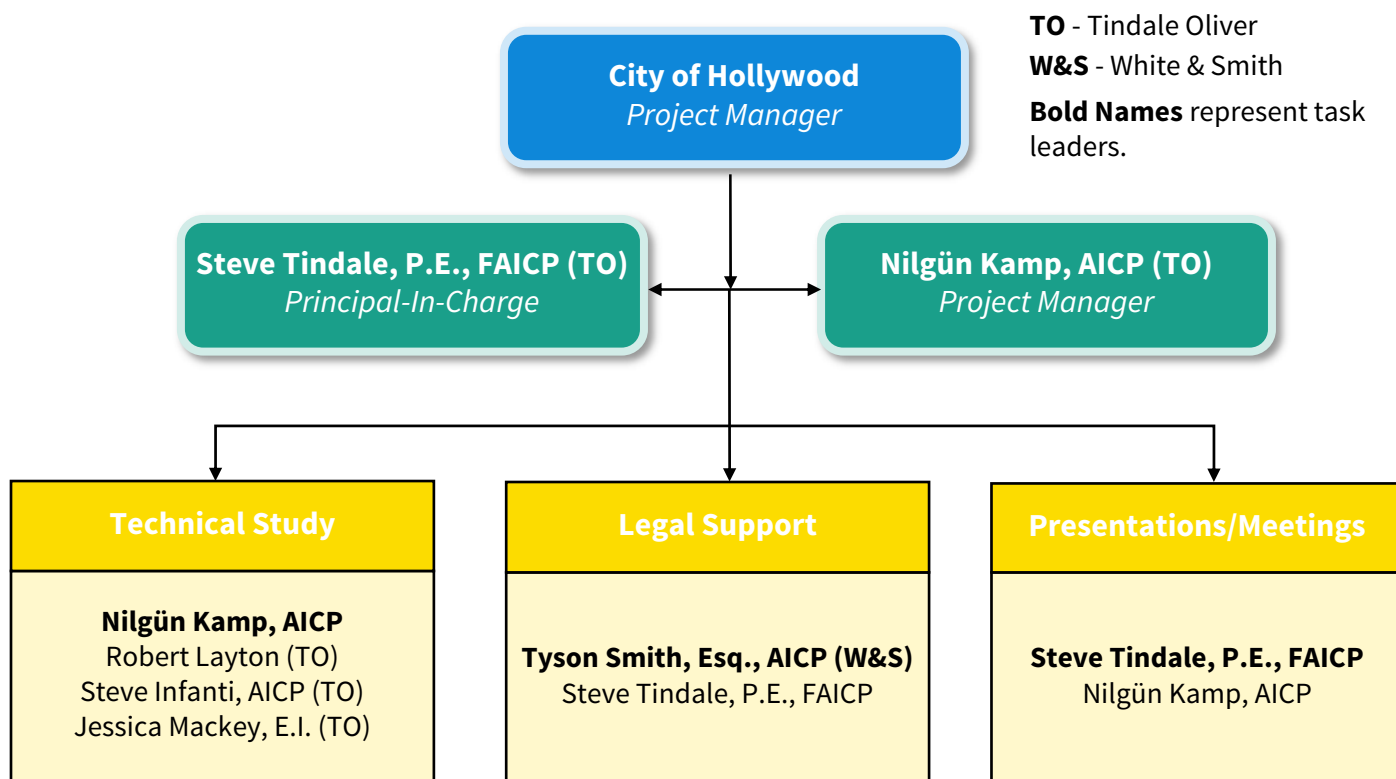 TO - Tindale Oliver
W&S - White & Smith
Bold Names represent task
leaders.
City of Hollywood
Project Manager
Steve Tindale, P.E., FAICP (TO)
Principal-In-Charge
Nilgün Kamp, AICP (TO)
Project Manager
Technical Study
Nilgün Kamp, AICP
Robert Layton (TO)
Steve Infanti, AICP (TO)
Jessica Mackey, E.I. (TO)
Legal Support
Tyson Smith, Esq., AICP (W&S)
Steve Tindale, P.E., FAICP
Presentations/Meetings
Steve Tindale, P.E., FAICP
Nilgün Kamp, AICP